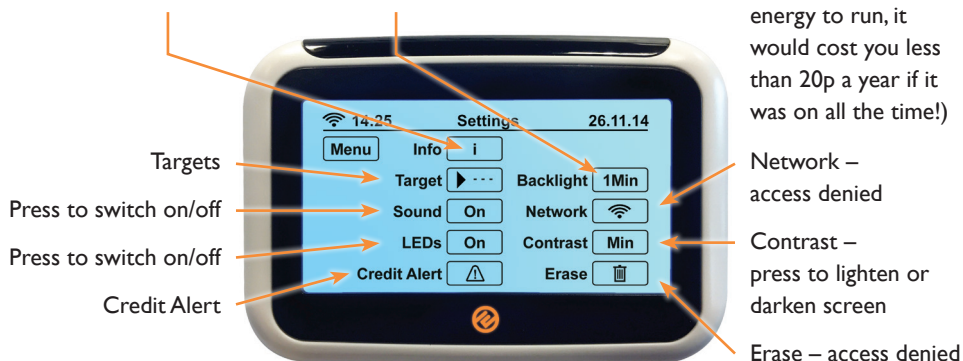 energy to run, it
would cost you less
than 20p a year if it
was on all the time!)
14:25 Settings 26.11.14
Menu Info i
Targets
Target --- Backlight 1Min
Network –
access denied
Press to switch on/off
Sound On Network
Press to switch on/off
LEDs On Contrast Min
Contrast –
press to lighten or
darken screen
Credit Alert
Credit Alert Erase
Erase – access denied